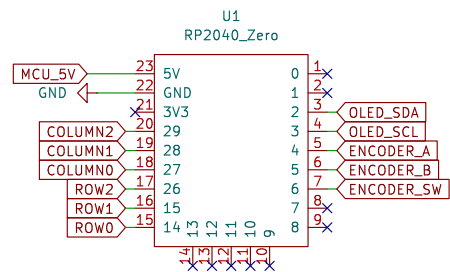 U1
RP2040_Zero
MCU_5V 23 5V 0 1
GND 22 GND 1 2
21 3V3 2 3 OLED_SDA
COLUMN2 20 29 3 4 OLED_SCL
COLUMN1 19 28 4 5 ENCODER_A
COLUMN0 18 27 5 6 ENCODER_B
ROW2 17 26 6 7 ENCODER_SW
ROW1 16 15 7 8
ROW0 15 14 8 9
13 12 11 10 9
14 13 12 11 10